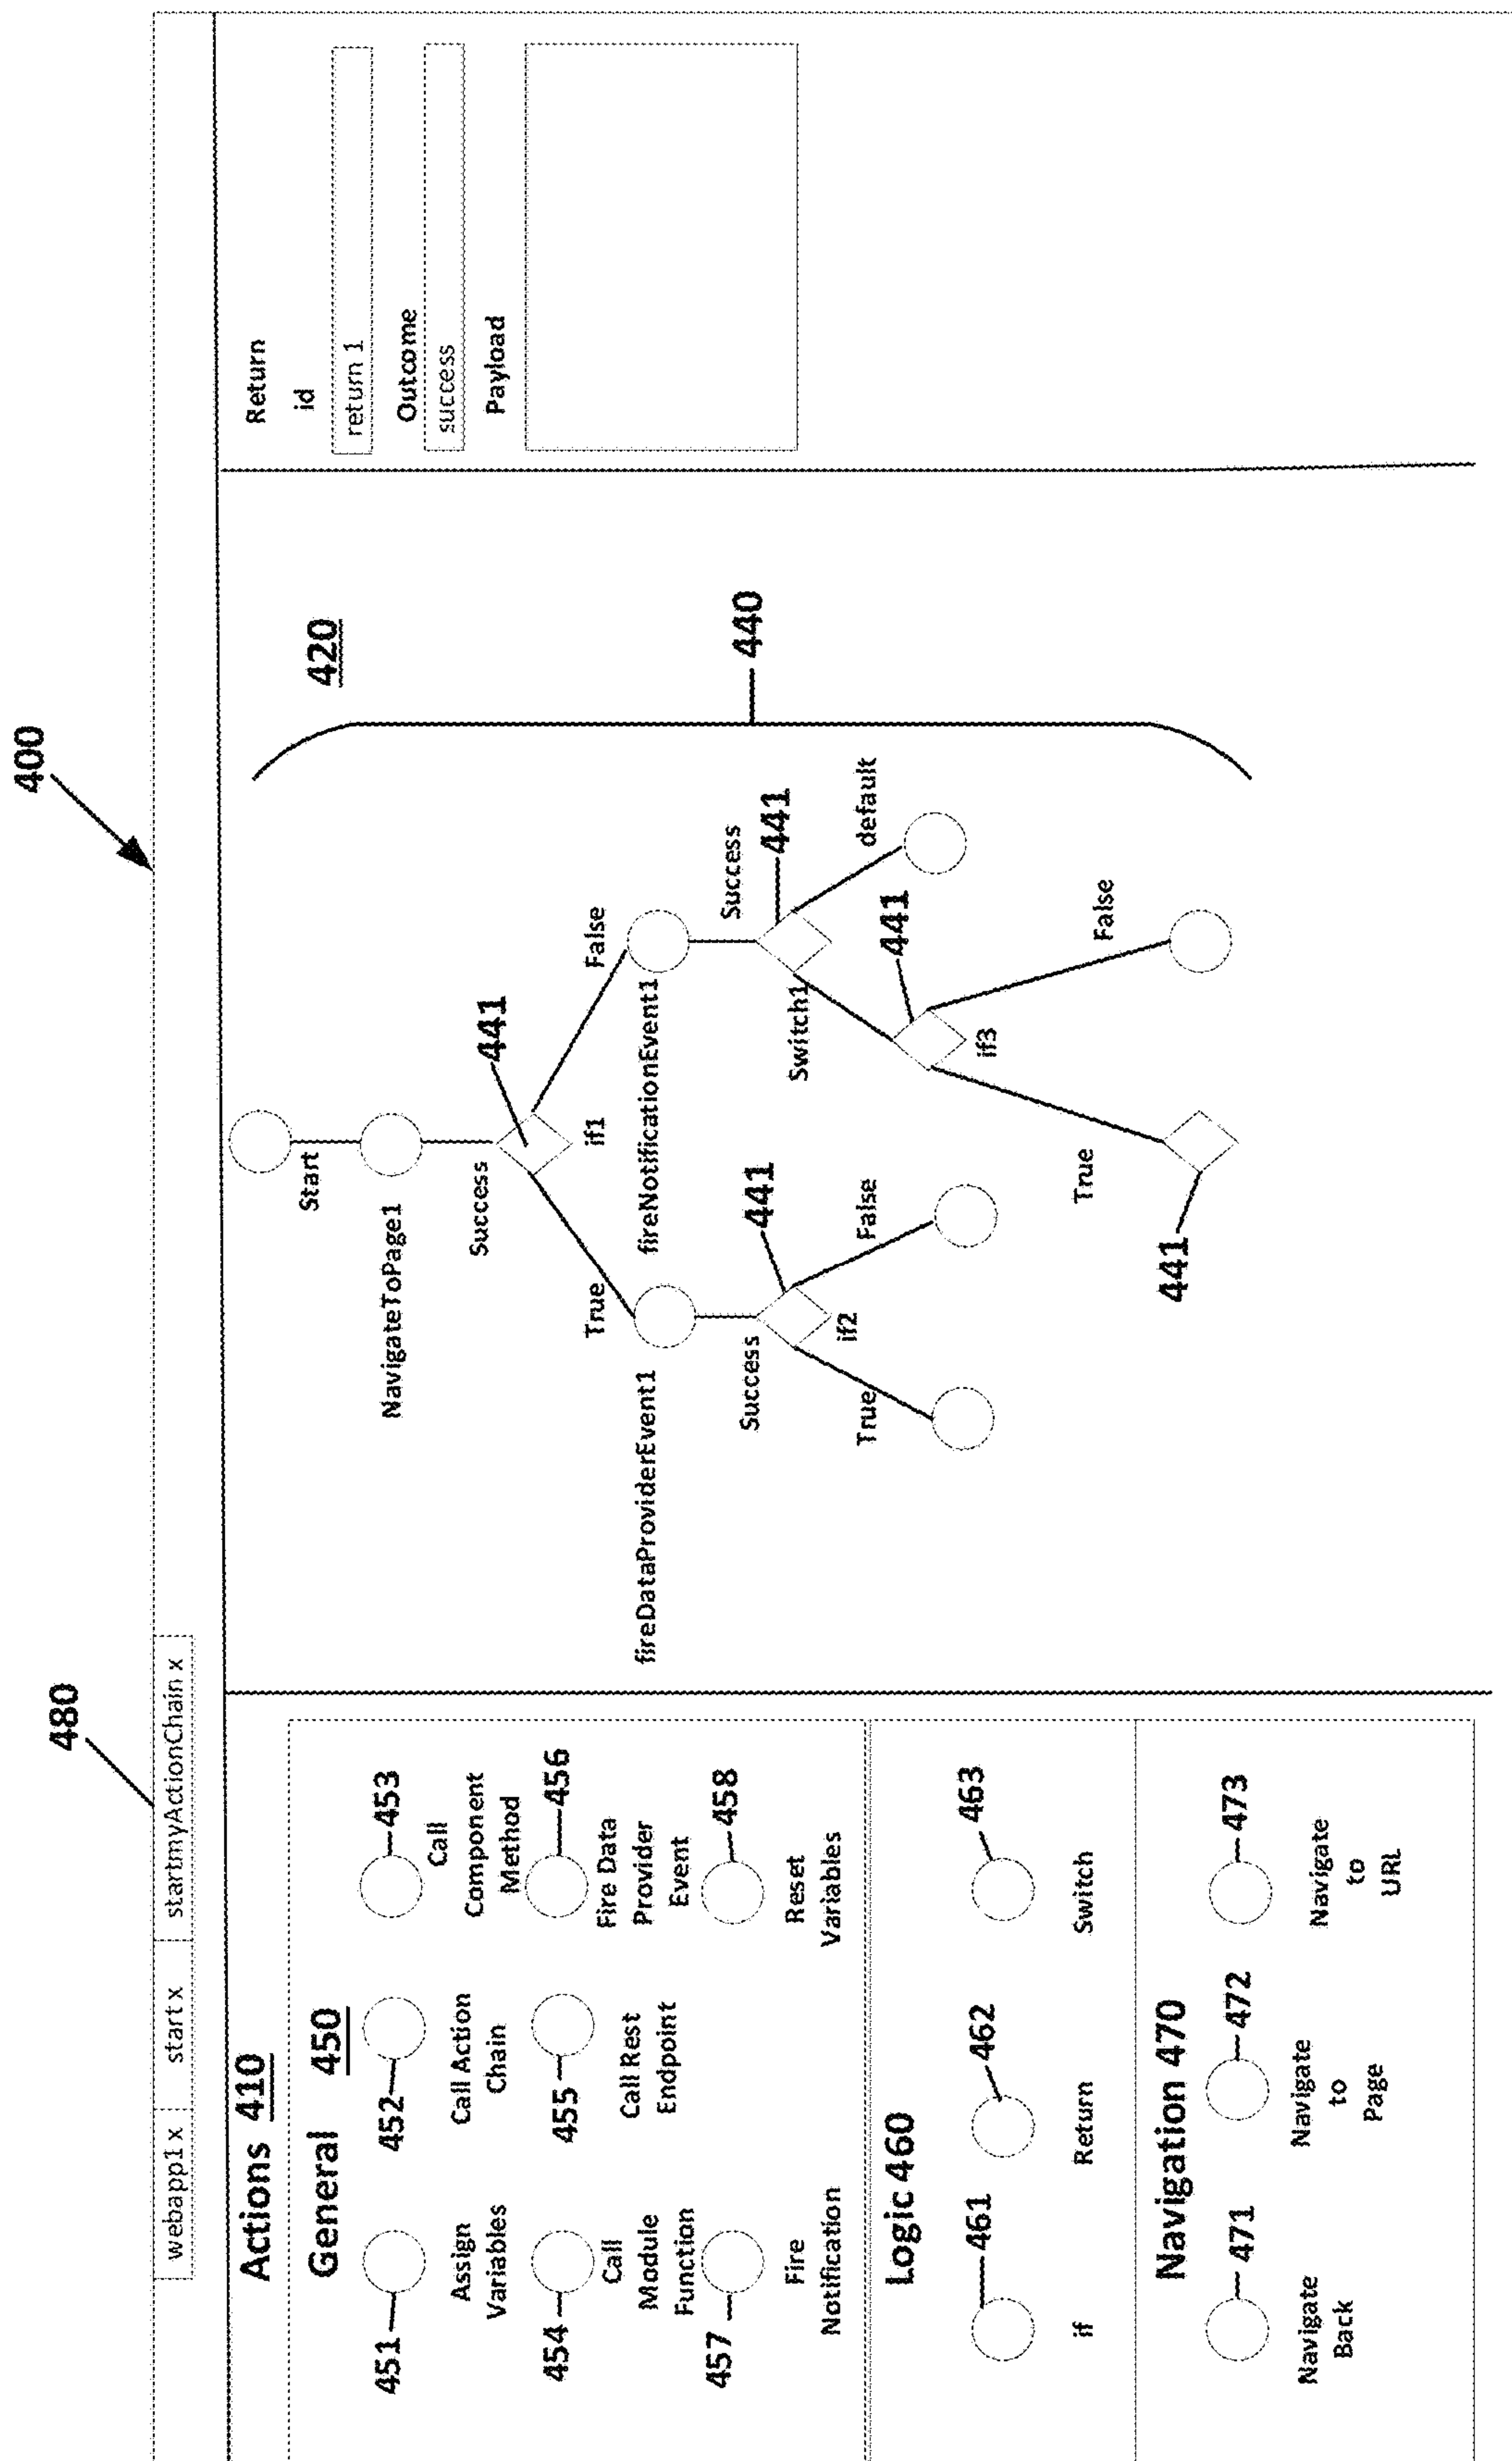 400
480
webapp1 x
start x
startmyActionChain x
Actions 410
General 450
451
452
453
Assign
Variables
Call Action
Chain
Call
Component
Method
454
455
456
Call
Module
Function
Call Rest
Endpoint
Fire Data
Provider
Event
457
458
Fire
Notification
Reset
Variables
Logic 460
461
462
463
if
Return
Switch
Navigation 470
471
472
473
Navigate
Back
Navigate
to
Page
Navigate
to
URL
420
Start
NavigateToPage1
Success
441
if1
True
False
fireDataProviderEvent1
fireNotificationEvent1
Success
441
Success
441
if2
Switch1
True
False
441
default
if3
True
False
441
440
Return
id
return 1
Outcome
success
Payload